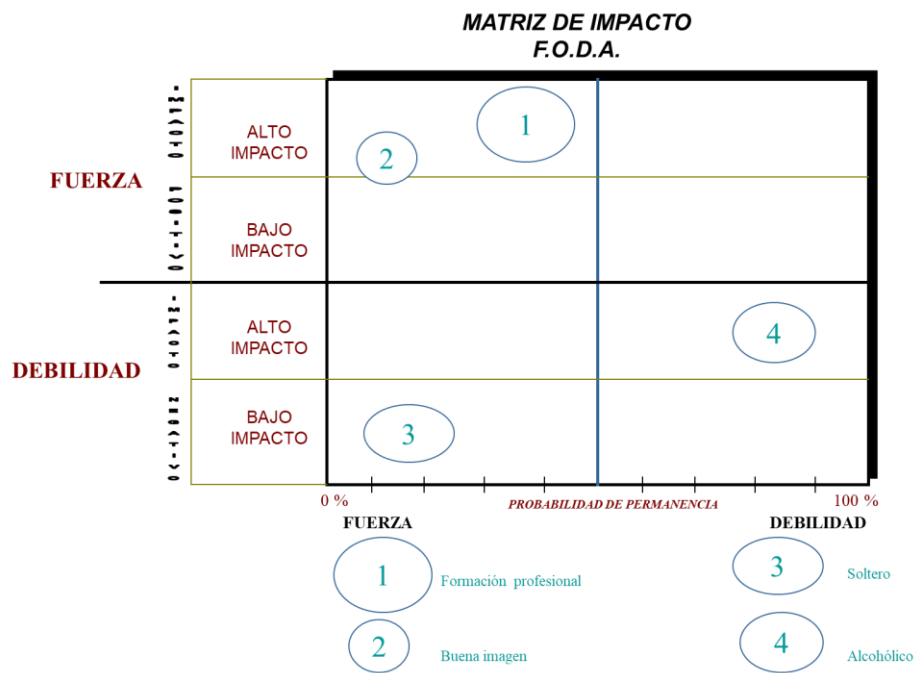 MATRIZ DE IMPACTO
F.O.D.A.
FUERZA
ALTO
IMPACTO
1
2
BAJO
IMPACTO
DEBILIDAD
ALTO
IMPACTO
4
BAJO
IMPACTO
3
0 %
PROBABILIDAD DE PERMANENCIA
100 %
FUERZA
DEBILIDAD
1
Formación profesional
3
Soltero
2
Buena imagen
4
Alcohólico